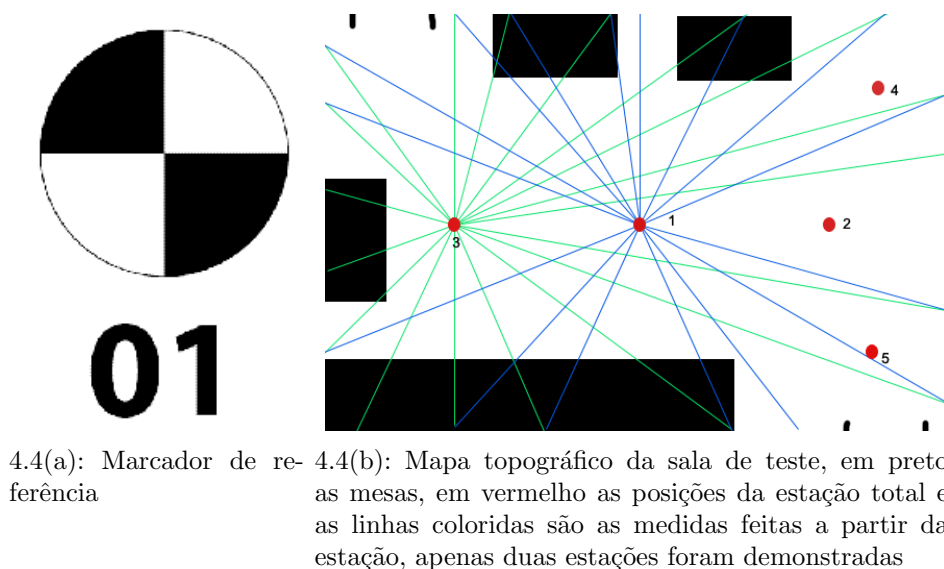 01
4
1
2
3
5
4.4(a): Marcador de re-
ferência
4.4(b): Mapa topográfico da sala de teste, em preto
as mesas, em vermelho as posições da estação total e
as linhas coloridas são as medidas feitas a partir da
estação, apenas duas estações foram demonstradas